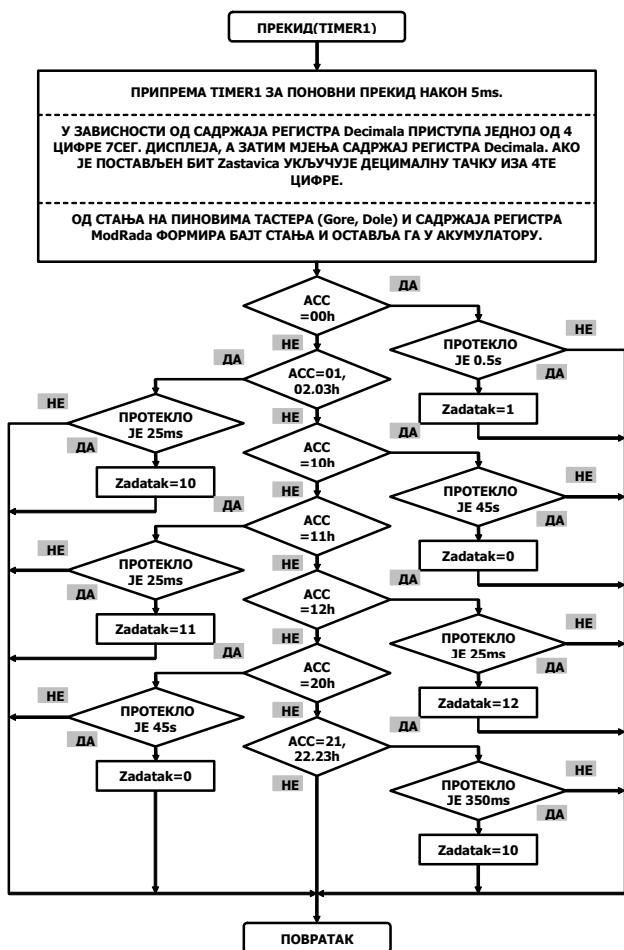 ПРЕКИД(TIMER1)
ПРИПРЕМА TIMER1 ЗА ПОНОВНИ ПРЕКИД НАКОН 5ms.
У ЗАВИСНОСТИ ОД САДРЖАЈА РЕГИСТРА Decimala ПРИСТУПА ЈЕДНОЈ ОД 4
ЦИФРЕ 7СЕГ. ДИСПЛЕЈА, А ЗАТИМ МЈЕЊА САДРЖАЈ РЕГИСТРА Decimala. АКО
ЈЕ ПОСТАВЉЕН БИТ Zastavica УКЉУЧУЈЕ ДЕЦИМАЛНУ ТАЧКУ ИЗА 4ТЕ
ЦИФРЕ.
ОД СТАЊА НА ПИНОВИМА ТАСТЕРА (Gore, Dole) И САДРЖАЈА РЕГИСТРА
ModRada ФОРМИРА БАЈТ СТАЊА И ОСТАВЉА ГА У АКУМУЛАТОРУ.
ACC
=00h
ДА
НЕ
ПРОТЕКЛО
ЈЕ 0.5s
НЕ
ДА
Zadatak=1
ACC=01,
02.03h
ДА
НЕ
ПРОТЕКЛО
ЈЕ 25ms
НЕ
ДА
Zadatak=10
ACC
=10h
ДА
НЕ
ПРОТЕКЛО
ЈЕ 45s
НЕ
ДА
Zadatak=0
ACC
=11h
ДА
НЕ
ПРОТЕКЛО
ЈЕ 25ms
НЕ
ДА
Zadatak=11
ACC
=12h
ДА
НЕ
ПРОТЕКЛО
ЈЕ 25ms
НЕ
ДА
Zadatak=12
ACC
=20h
ДА
НЕ
ПРОТЕКЛО
ЈЕ 45s
НЕ
ДА
Zadatak=0
ACC=21,
22.23h
ДА
НЕ
ПРОТЕКЛО
ЈЕ 350ms
НЕ
ДА
Zadatak=10
ПОВРАТАК